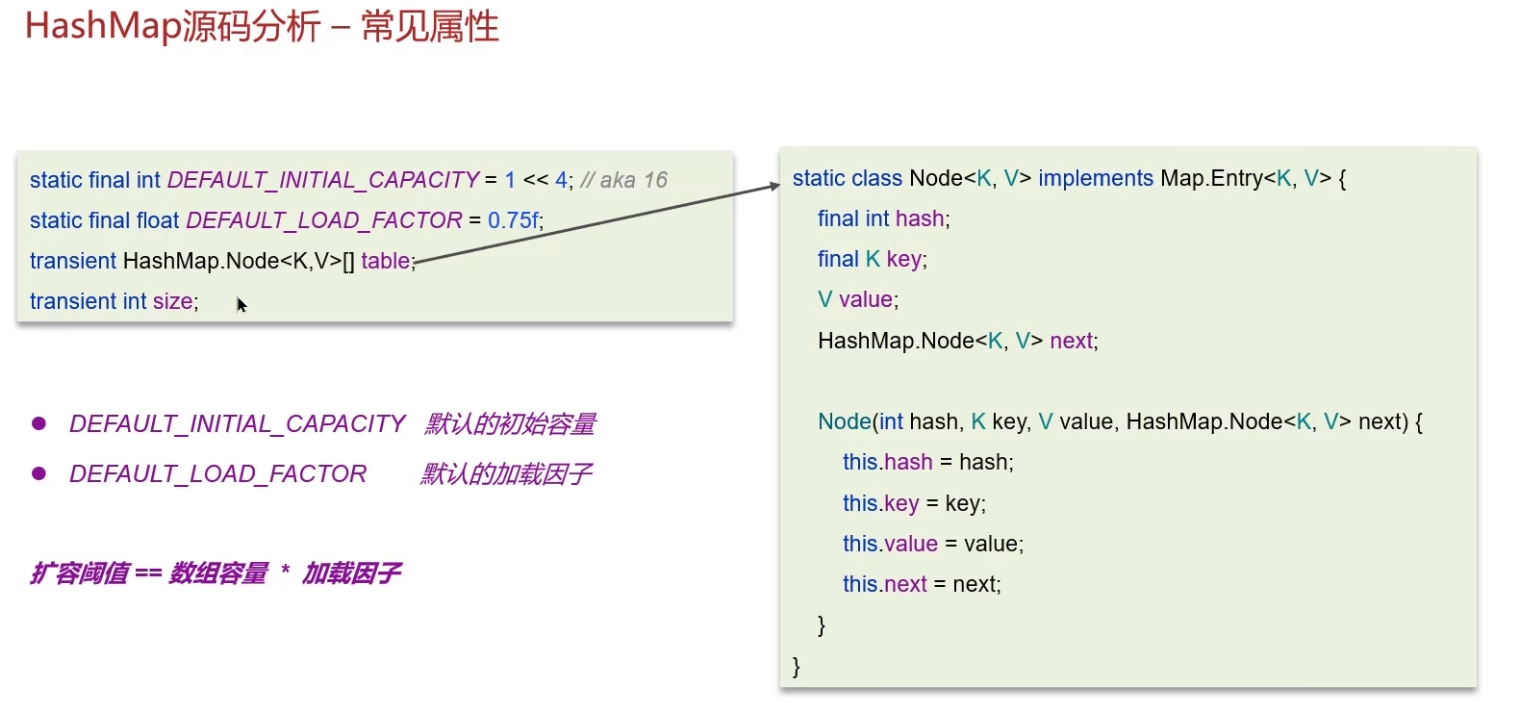 HashMap源码分析 – 常见属性
static final int DEFAULT_INITIAL_CAPACITY = 1 << 4; // aka 16
static final float DEFAULT_LOAD_FACTOR = 0.75f;
transient HashMap.Node<K,V>[] table;
transient int size;
● DEFAULT_INITIAL_CAPACITY 默认的初始容量
● DEFAULT_LOAD_FACTOR 默认的加载因子
扩容阈值 == 数组容量 * 加载因子
static class Node<K, V> implements Map.Entry<K, V> {
final int hash;
final K key;
V value;
HashMap.Node<K, V> next;
Node(int hash, K key, V value, HashMap.Node<K, V> next) {
this.hash = hash;
this.key = key;
this.value = value;
this.next = next;
}
}